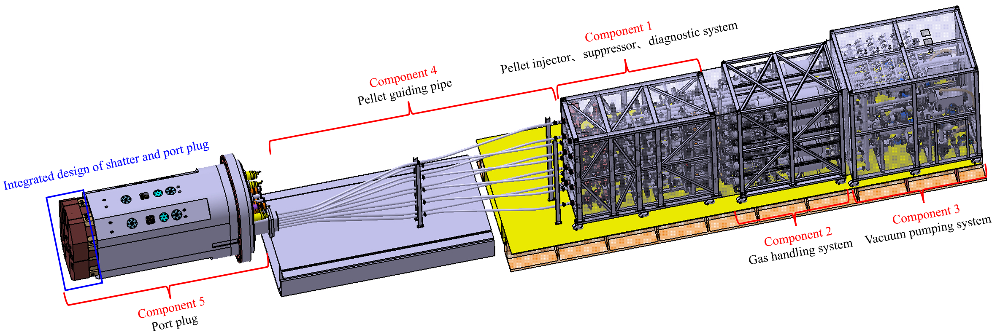 Component 1
Pellet injector、suppressor、diagnostic system
Component 4
Pellet guiding pipe
Integrated design of shatter and port plug
Component 3
Vacuum pumping system
Component 2
Gas handling system
Component 5
Port plug